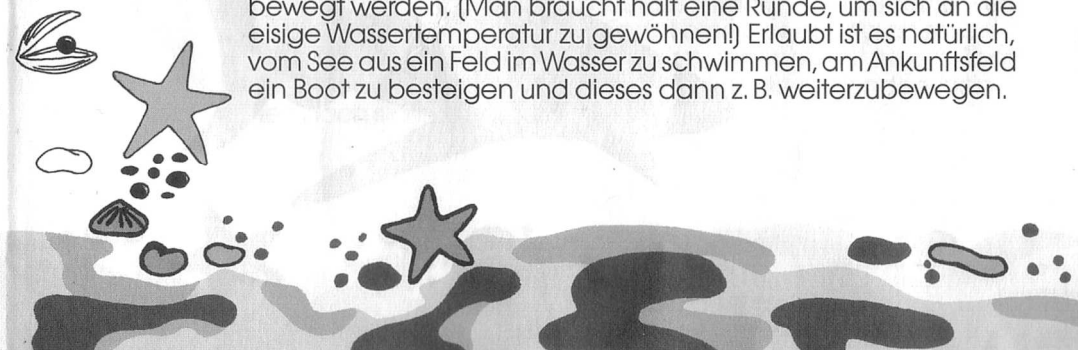 bewegt werden. (Man braucht halt eine Runde, um sich an die
eisige Wassertemperatur zu gewöhnen!) Erlaubt ist es natürlich,
vom See aus ein Feld im Wasser zu schwimmen, am Ankunftsfeld
ein Boot zu besteigen und dieses dann z. B. weiterzubewegen.